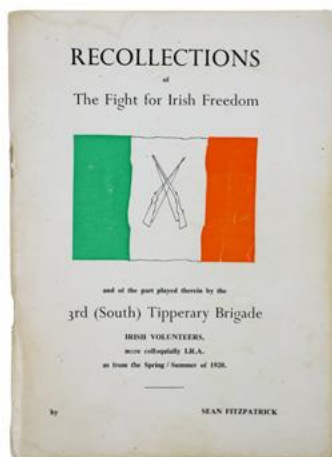 RECOLLECTIONS
of
The Fight for Irish Freedom
and of the part played therein by the
3rd (South) Tipperary Brigade
IRISH VOLUNTEERS,
more colloquially I.R.A.
as from the Spring / Summer of 1920.
by SEAN FITZPATRICK